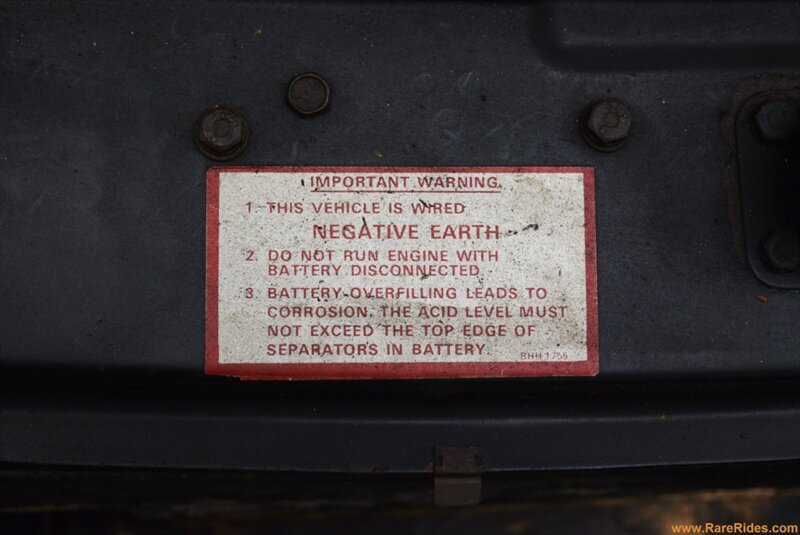 IMPORTANT WARNING.
1. THIS VEHICLE IS WIRED
NEGATIVE EARTH
2. DO NOT RUN ENGINE WITH
BATTERY DISCONNECTED
3. BATTERY OVERFILLING LEADS TO
CORROSION. THE ACID LEVEL MUST
NOT EXCEED THE TOP EDGE OF
SEPARATORS IN BATTERY.
BHH 1755
www.RareRides.com